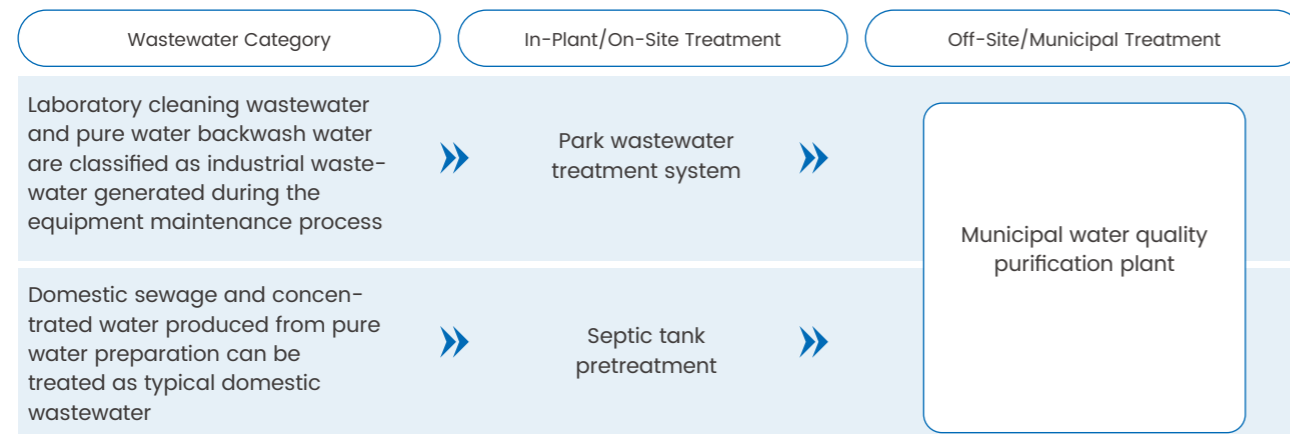 Wastewater Category
In-Plant/On-Site Treatment
Off-Site/Municipal Treatment
Laboratory cleaning wastewater
and pure water backwash water
are classified as industrial waste-
water generated during the
equipment maintenance process
Park wastewater
treatment system
Municipal water quality
purification plant
Domestic sewage and concen-
trated water produced from pure
water preparation can be
treated as typical domestic
wastewater
Septic tank
pretreatment